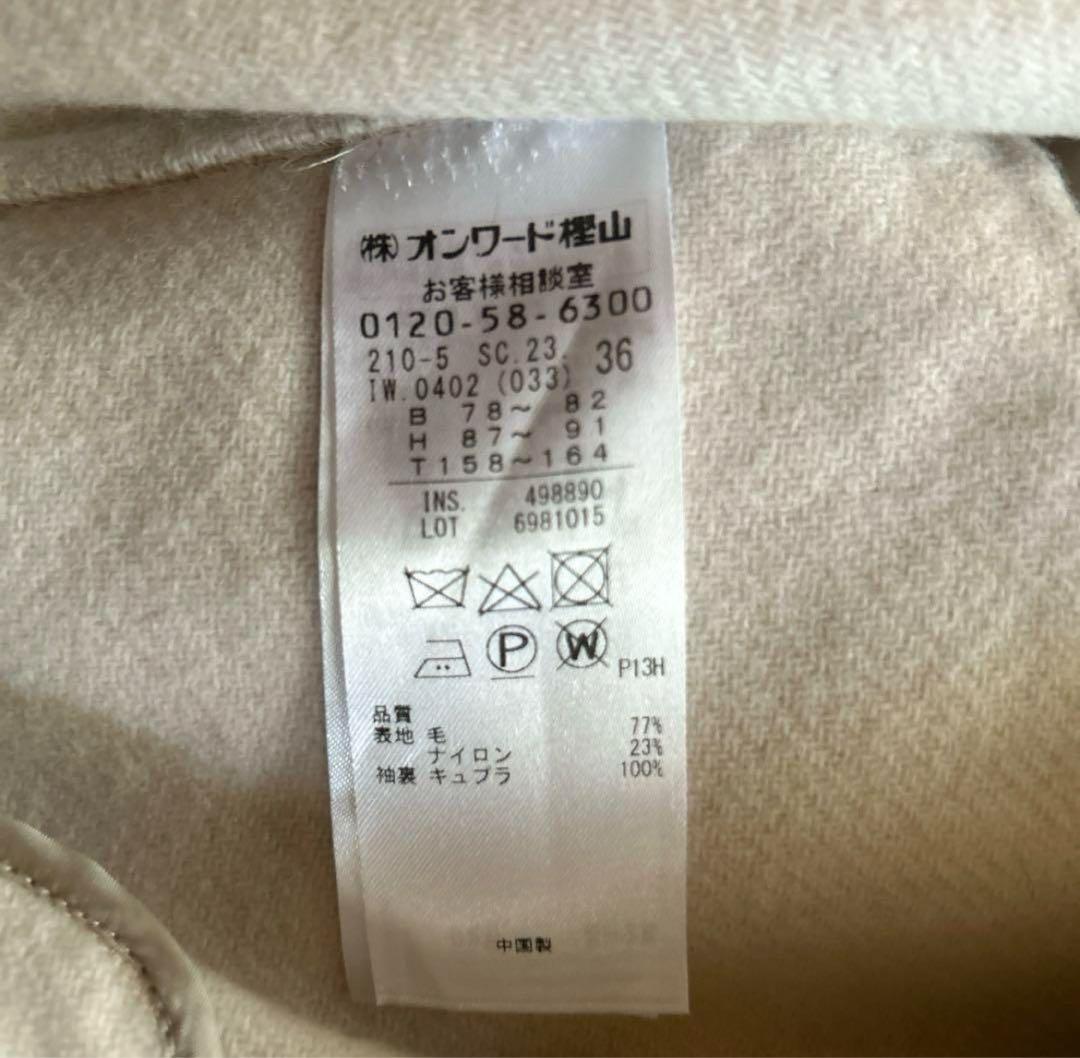 ㈱オンワード樫山
お客様相談室
0120-58-6300
210-5 SC.23. 36
IW.0402 (033)
B 78～ 82
H 87～ 91
T158～164
INS. 498890
LOT 6981015
P W P13H
品質
表地 毛 77%
ナイロン 23%
袖裏 キュプラ 100%
中国製